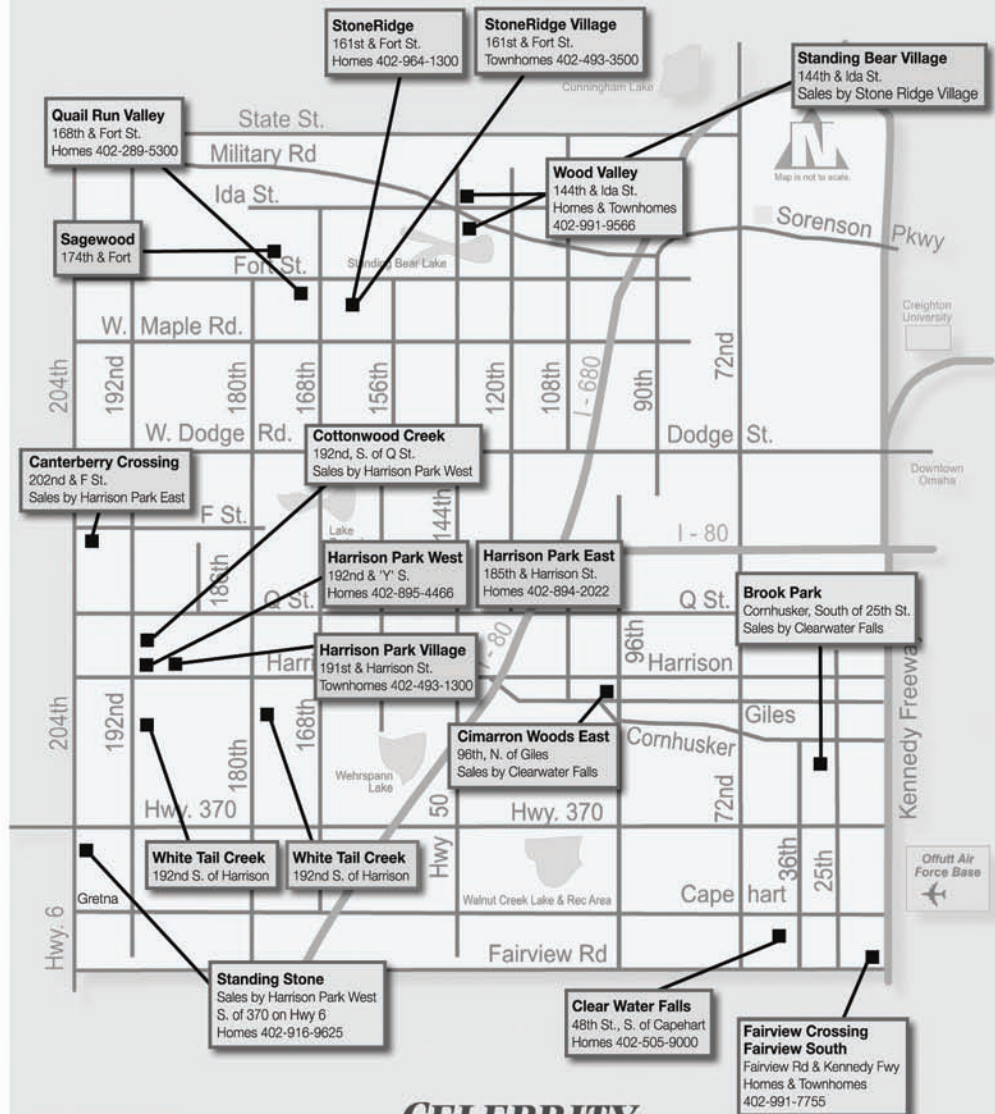 StoneRidge
161st & Fort St.
Homes 402-964-1300
StoneRidge Village
161st & Fort St.
Townhomes 402-493-3500
Standing Bear Village
144th & Ida St.
Sales by Stone Ridge Village
Cunningham Lake
Quail Run Valley
168th & Fort St.
Homes 402-289-5300
State St.
Military Rd
Ida St.
N
Map is not to scale.
Wood Valley
144th & Ida St.
Homes & Townhomes
402-991-9566
Sorenson Pkwy
Sagewood
174th & Fort
Fort St.
Standing Bear Lake
W. Maple Rd.
Creighton
University
204th
192nd
180th
168th
156th
120th
108th
I-680
90th
72nd
W. Dodge Rd.
Dodge St.
Cottonwood Creek
192nd, S. of Q St.
Sales by Harrison Park West
Canterberry Crossing
202nd & F St.
Sales by Harrison Park East
Downtown
Omaha
F St.
Lake
144th
I - 80
Harrison Park West
192nd & 'Y' S.
Homes 402-895-4466
Harrison Park East
185th & Harrison St.
Homes 402-894-2022
186th
Q St.
Q St.
Brook Park
Cornhusker, South of 25th St.
Sales by Clearwater Falls
Harrison Park Village
191st & Harrison St.
Townhomes 402-493-1300
Harri
I - 80
96th
Harrison
204th
192nd
180th
168th
Giles
Cornhusker
Cimarron Woods East
96th, N. of Giles
Sales by Clearwater Falls
Wehrspann
Lake
Kennedy Freewa
Hwy. 370
Hwy 50
Hwy. 370
72nd
36th
25th
White Tail Creek
192nd S. of Harrison
White Tail Creek
192nd S. of Harrison
Offutt Air
Force Base
Gretna
Walnut Creek Lake & Rec Area
Capehart
Hwy. 6
Fairview Rd
Standing Stone
Sales by Harrison Park West
S. of 370 on Hwy 6
Homes 402-916-9625
Clear Water Falls
48th St., S. of Capehart
Homes 402-505-9000
Fairview Crossing
Fairview South
Fairview Rd & Kennedy Fwy
Homes & Townhomes
402-991-7755
CELEBRITY